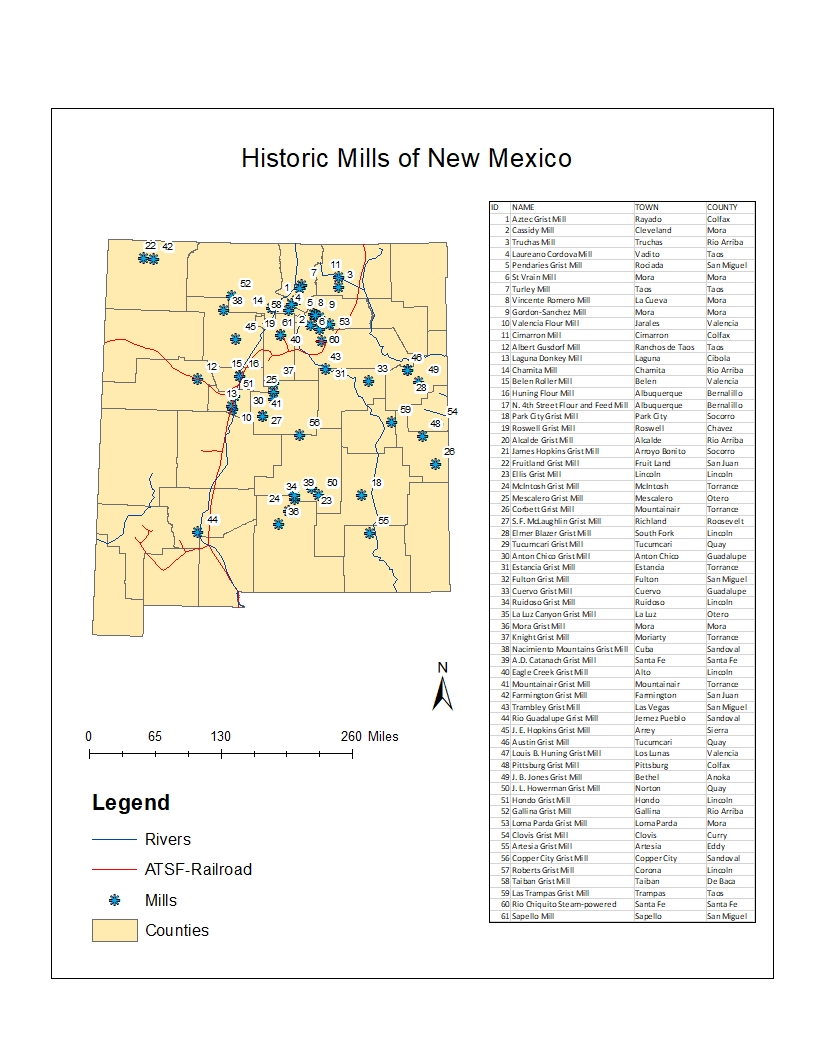 Historic Mills of New Mexico
22 42
11
7 3
52 1
38 14 58 4 5 8 9
45 19 61 2 6 53
40 60
43 46
12 15 16 37 31 33 49
51 25 28
13 30 41 59 54
10 27 56 48
26
34 39 50 18
24 23
36
44 55
N
0 65 130 260 Miles
Legend
Rivers
ATSF-Railroad
Mills
Counties
ID NAME TOWN COUNTY
1 Aztec Grist Mill Rayado Colfax
2 Cassidy Mill Cleveland Mora
3 Truchas Mill Truchas Rio Arriba
4 Laureano Cordova Mill Vadito Taos
5 Pendaries Grist Mill Rociada San Miguel
6 St Vrain Mill Mora Mora
7 Turley Mill Taos Taos
8 Vincente Romero Mill La Cueva Mora
9 Gordon-Sanchez Mill Mora Mora
10 Valencia Flour Mill Jarales Valencia
11 Cimarron Mill Cimarron Colfax
12 Albert Gusdorf Mill Ranchos de Taos Taos
13 Laguna Donkey Mill Laguna Cibola
14 Chamita Mill Chamita Rio Arriba
15 Belen Roller Mill Belen Valencia
16 Huning Flour Mill Albuquerque Bernalillo
17 N. 4th Street Flour and Feed Mill Albuquerque Bernalillo
18 Park City Grist Mill Park City Socorro
19 Roswell Grist Mill Roswell Chavez
20 Alcalde Grist Mill Alcalde Rio Arriba
21 James Hopkins Grist Mill Arroyo Bonito Socorro
22 Fruitland Grist Mill Fruit Land San Juan
23 Ellis Grist Mill Lincoln Lincoln
24 McIntosh Grist Mill McIntosh Torrance
25 Mescalero Grist Mill Mescalero Otero
26 Corbett Grist Mill Mountainair Torrance
27 S.F. McLaughlin Grist Mill Richland Roosevelt
28 Elmer Blazer Grist Mill South Fork Lincoln
29 Tucumcari Grist Mill Tucumcari Quay
30 Anton Chico Grist Mill Anton Chico Guadalupe
31 Estancia Grist Mill Estancia Torrance
32 Fulton Grist Mill Fulton San Miguel
33 Cuervo Grist Mill Cuervo Guadalupe
34 Ruidoso Grist Mill Ruidoso Lincoln
35 La Luz Canyon Grist Mill La Luz Otero
36 Mora Grist Mill Mora Mora
37 Knight Grist Mill Moriarty Torrance
38 Nacimiento Mountains Grist Mill Cuba Sandoval
39 A.D. Catanach Grist Mill Santa Fe Santa Fe
40 Eagle Creek Grist Mill Alto Lincoln
41 Mountainair Grist Mill Mountainair Torrance
42 Farmington Grist Mill Farmington San Juan
43 Trambley Grist Mill Las Vegas San Miguel
44 Rio Guadalupe Grist Mill Jemez Pueblo Sandoval
45 J. E. Hopkins Grist Mill Arrey Sierra
46 Austin Grist Mill Tucumcari Quay
47 Louis B. Huning Grist Mill Los Lunas Valencia
48 Pittsburg Grist Mill Pittsburg Colfax
49 J. B. Jones Grist Mill Bethel Anoka
50 J. L. Howerman Grist Mill Norton Quay
51 Hondo Grist Mill Hondo Lincoln
52 Gallina Grist Mill Gallina Rio Arriba
53 Loma Parda Grist Mill Loma Parda Mora
54 Clovis Grist Mill Clovis Curry
55 Artesia Grist Mill Artesia Eddy
56 Copper City Grist Mill Copper City Sandoval
57 Roberts Grist Mill Corona Lincoln
58 Taiban Grist Mill Taiban De Baca
59 Las Trampas Grist Mill Trampas Taos
60 Rio Chiquito Steam-powered Santa Fe Santa Fe
61 Sapello Mill Sapello San Miguel